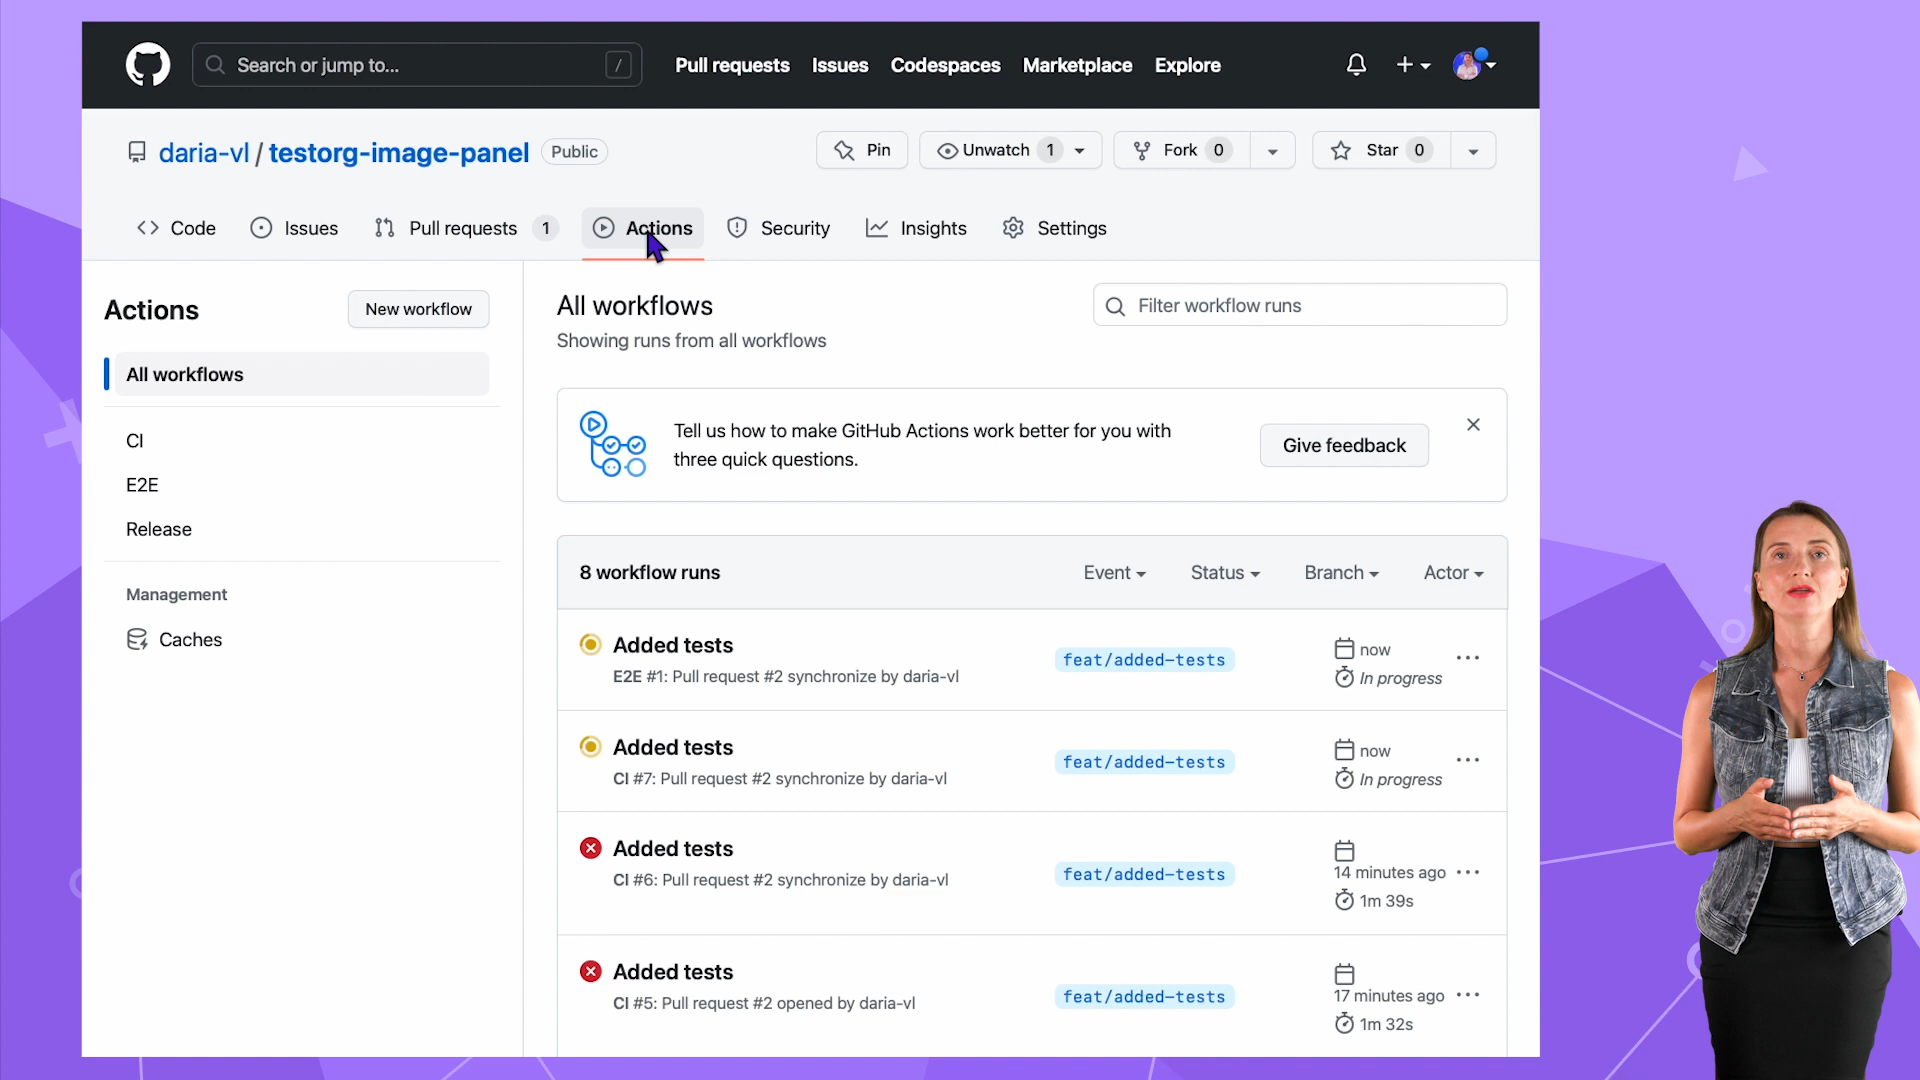 Search or jump to...
/
Pull requests
Issues
Codespaces
Marketplace
Explore
daria-vl / testorg-image-panel
Public
Pin
Unwatch 1
Fork 0
Star 0
Code
Issues
Pull requests 1
Actions
Security
Insights
Settings
Actions
New workflow
All workflows
CI
E2E
Release
Management
Caches
All workflows
Showing runs from all workflows
Filter workflow runs
Tell us how to make GitHub Actions work better for you with
three quick questions.
Give feedback
8 workflow runs
Event
Status
Branch
Actor
Added tests
E2E #1: Pull request #2 synchronize by daria-vl
feat/added-tests
now
In progress
Added tests
CI #7: Pull request #2 synchronize by daria-vl
feat/added-tests
now
In progress
Added tests
CI #6: Pull request #2 synchronize by daria-vl
feat/added-tests
14 minutes ago
1m 39s
Added tests
CI #5: Pull request #2 opened by daria-vl
feat/added-tests
17 minutes ago
1m 32s